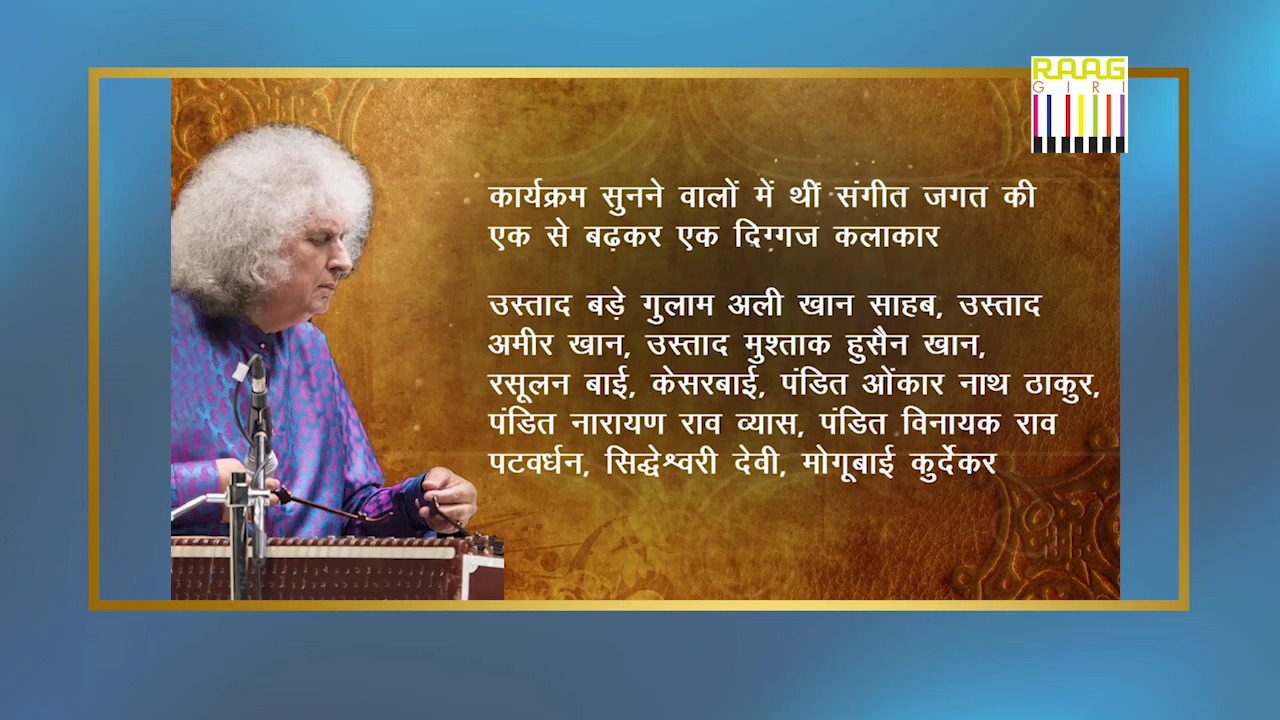 RAAG
GIRI
कार्यक्रम सुनने वालों में थीं संगीत जगत की
एक से बढ़कर एक दिग्गज कलाकार
उस्ताद बड़े गुलाम अली खान साहब, उस्ताद
अमीर खान, उस्ताद मुश्ताक हुसैन खान,
रसूलन बाई, केसरबाई, पंडित ओंकार नाथ ठाकुर,
पंडित नारायण राव व्यास, पंडित विनायक राव
पटवर्धन, सिद्धेश्वरी देवी, मोगूबाई कुर्देकर